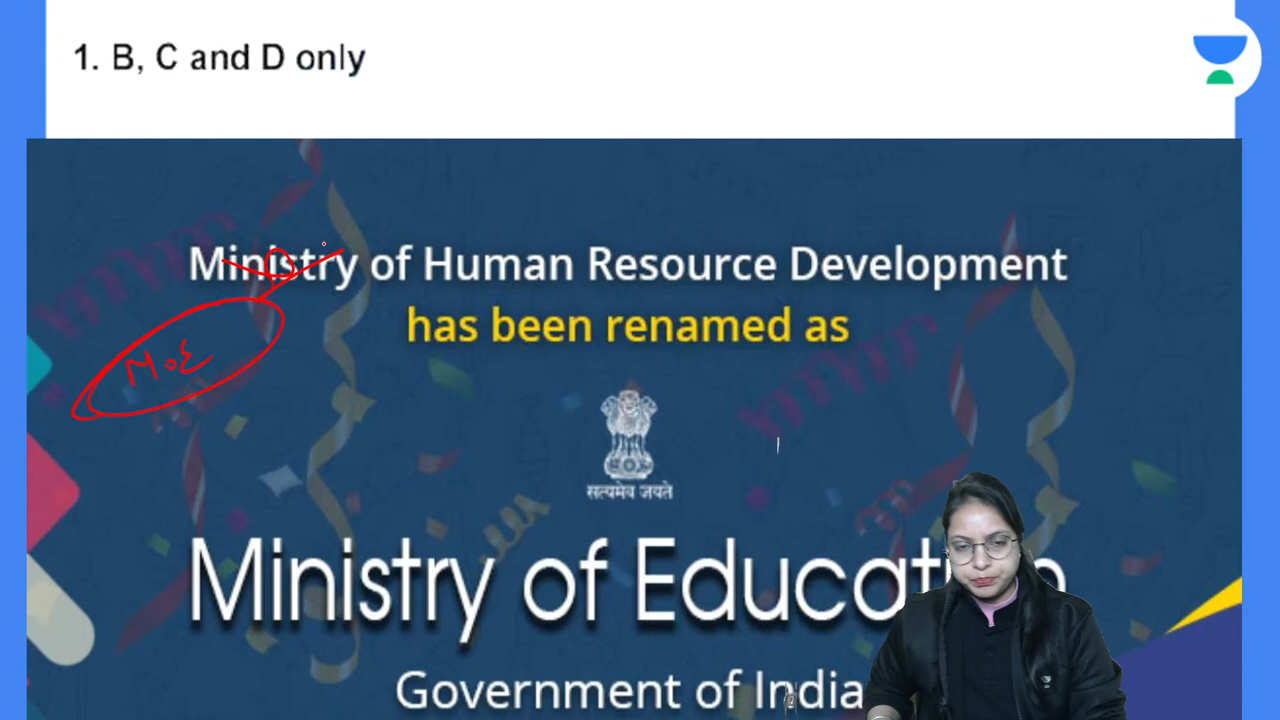 1. B, C and D only
Ministry of Human Resource Development
has been renamed as
MoE
सत्यमेव जयते
Ministry of Education
Government of India